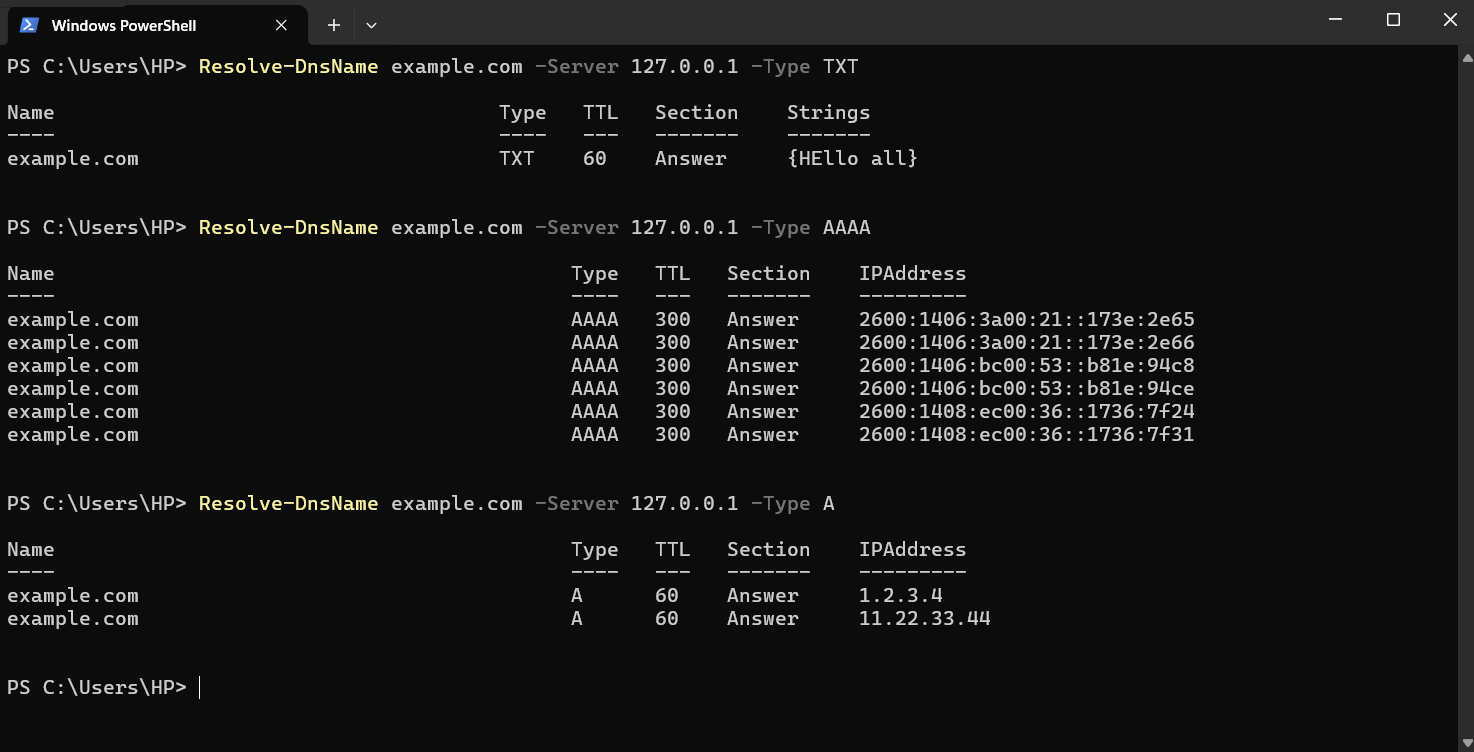 Windows PowerShell
PS C:\Users\HP> Resolve-DnsName example.com -Server 127.0.0.1 -Type TXT
Name Type TTL Section Strings
---- ---- --- ------- -------
example.com TXT 60 Answer {HEllo all}
PS C:\Users\HP> Resolve-DnsName example.com -Server 127.0.0.1 -Type AAAA
Name Type TTL Section IPAddress
---- ---- --- ------- ---------
example.com AAAA 300 Answer 2600:1406:3a00:21::173e:2e65
example.com AAAA 300 Answer 2600:1406:3a00:21::173e:2e66
example.com AAAA 300 Answer 2600:1406:bc00:53::b81e:94c8
example.com AAAA 300 Answer 2600:1406:bc00:53::b81e:94ce
example.com AAAA 300 Answer 2600:1408:ec00:36::1736:7f24
example.com AAAA 300 Answer 2600:1408:ec00:36::1736:7f31
PS C:\Users\HP> Resolve-DnsName example.com -Server 127.0.0.1 -Type A
Name Type TTL Section IPAddress
---- ---- --- ------- ---------
example.com A 60 Answer 1.2.3.4
example.com A 60 Answer 11.22.33.44
PS C:\Users\HP>